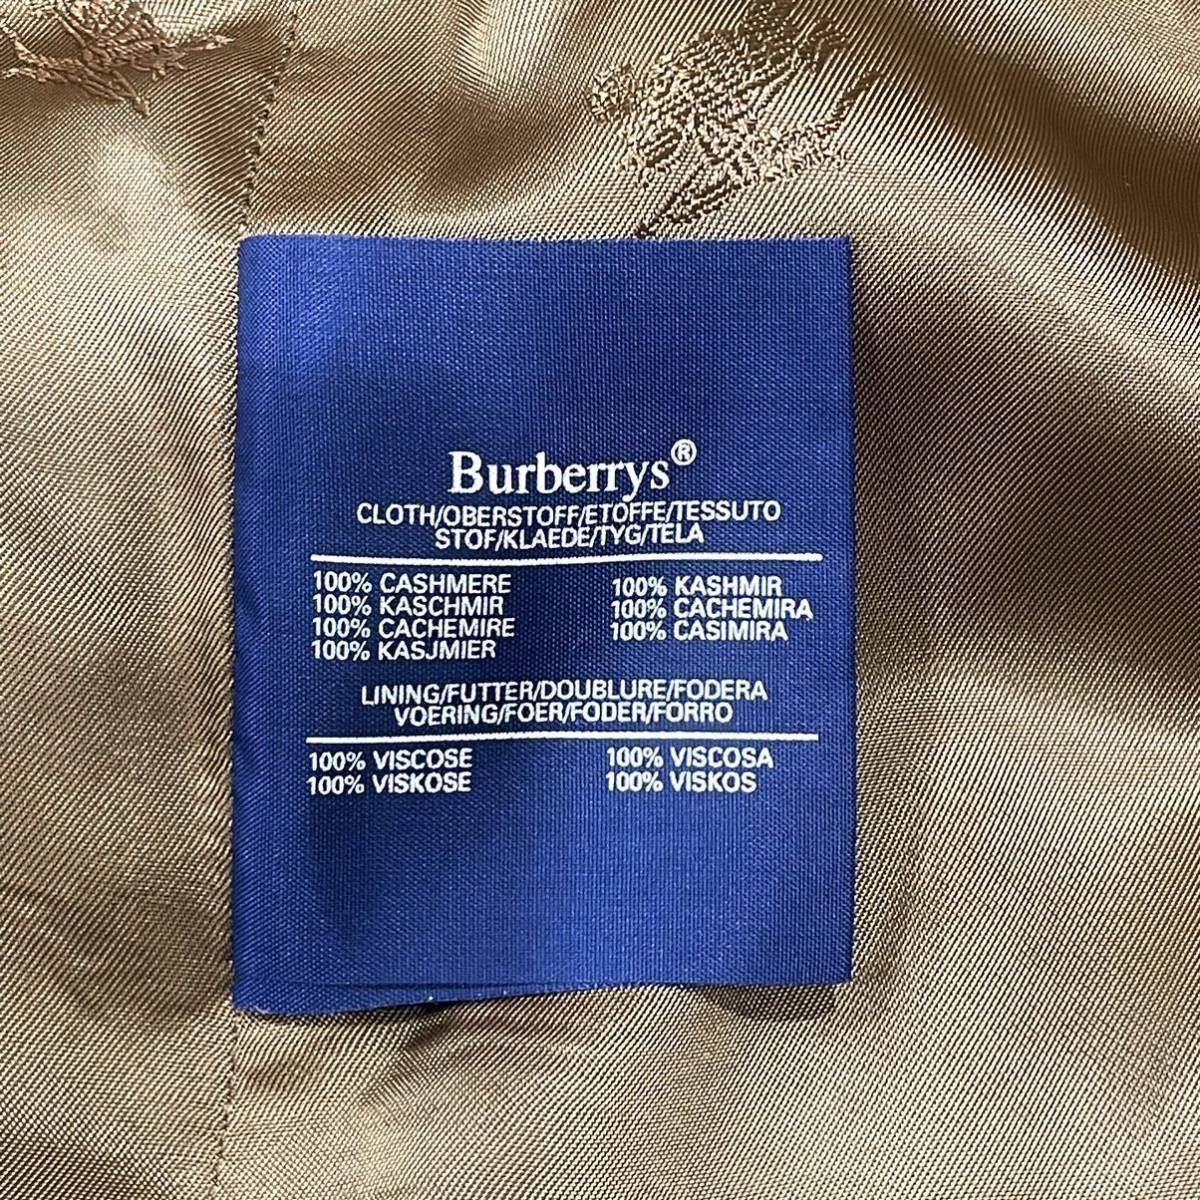 Burberrys®
CLOTH/OBERSTOFF/ETOFFE/TESSUTO
STOF/KLAEDE/TYG/TELA
100% CASHMERE
100% KASCHMIR
100% CACHEMIRE
100% KASJMIER
100% KASHMIR
100% CACHEMIRA
100% CASIMIRA
LINING/FUTTER/DOUBLURE/FODERA
VOERING/FOER/FODER/FORRO
100% VISCOSE
100% VISKOSE
100% VISCOSA
100% VISKOS